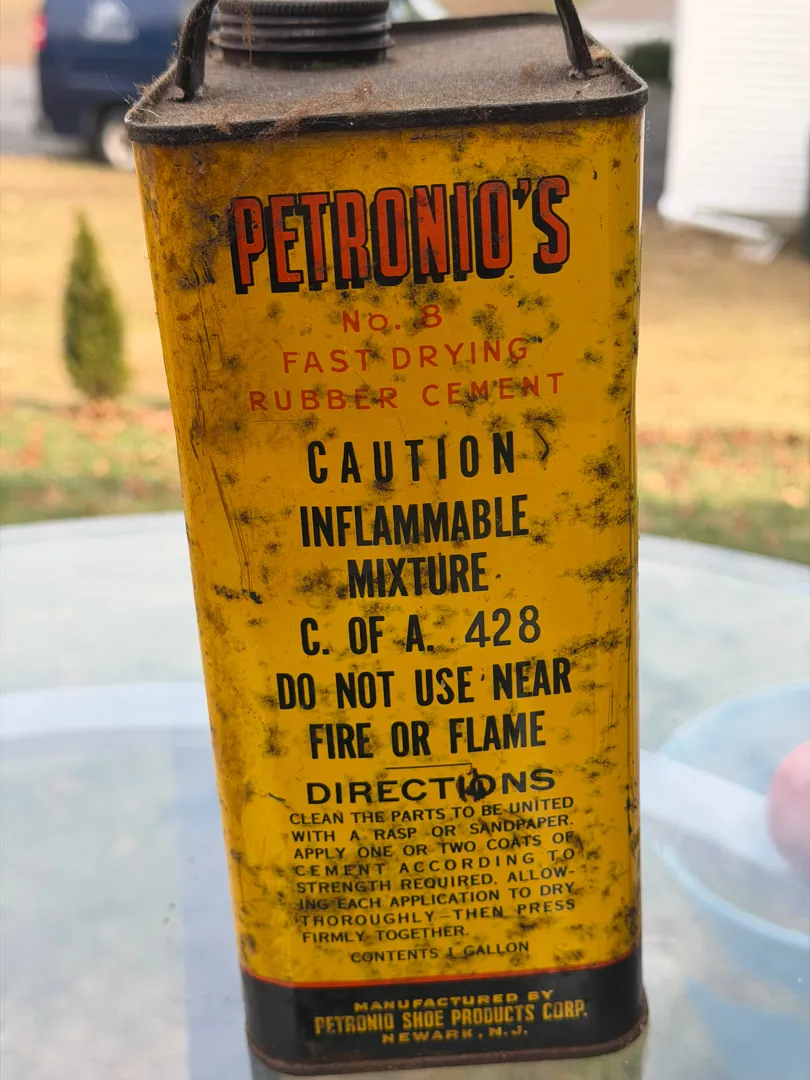 PETRONIO'S
No. 8
FAST DRYING
RUBBER CEMENT
CAUTION
INFLAMMABLE
MIXTURE
C. OF A. 428
DO NOT USE NEAR
FIRE OR FLAME
DIRECTIONS
CLEAN THE PARTS TO BE UNITED
WITH A RASP OR SANDPAPER.
APPLY ONE OR TWO COATS OF
CEMENT ACCORDING TO
STRENGTH REQUIRED, ALLOW-
ING EACH APPLICATION TO DRY
THOROUGHLY—THEN PRESS
FIRMLY TOGETHER.
CONTENTS 1 GALLON
MANUFACTURED BY
PETRONIO SHOE PRODUCTS CORP.
NEWARK, N.J.